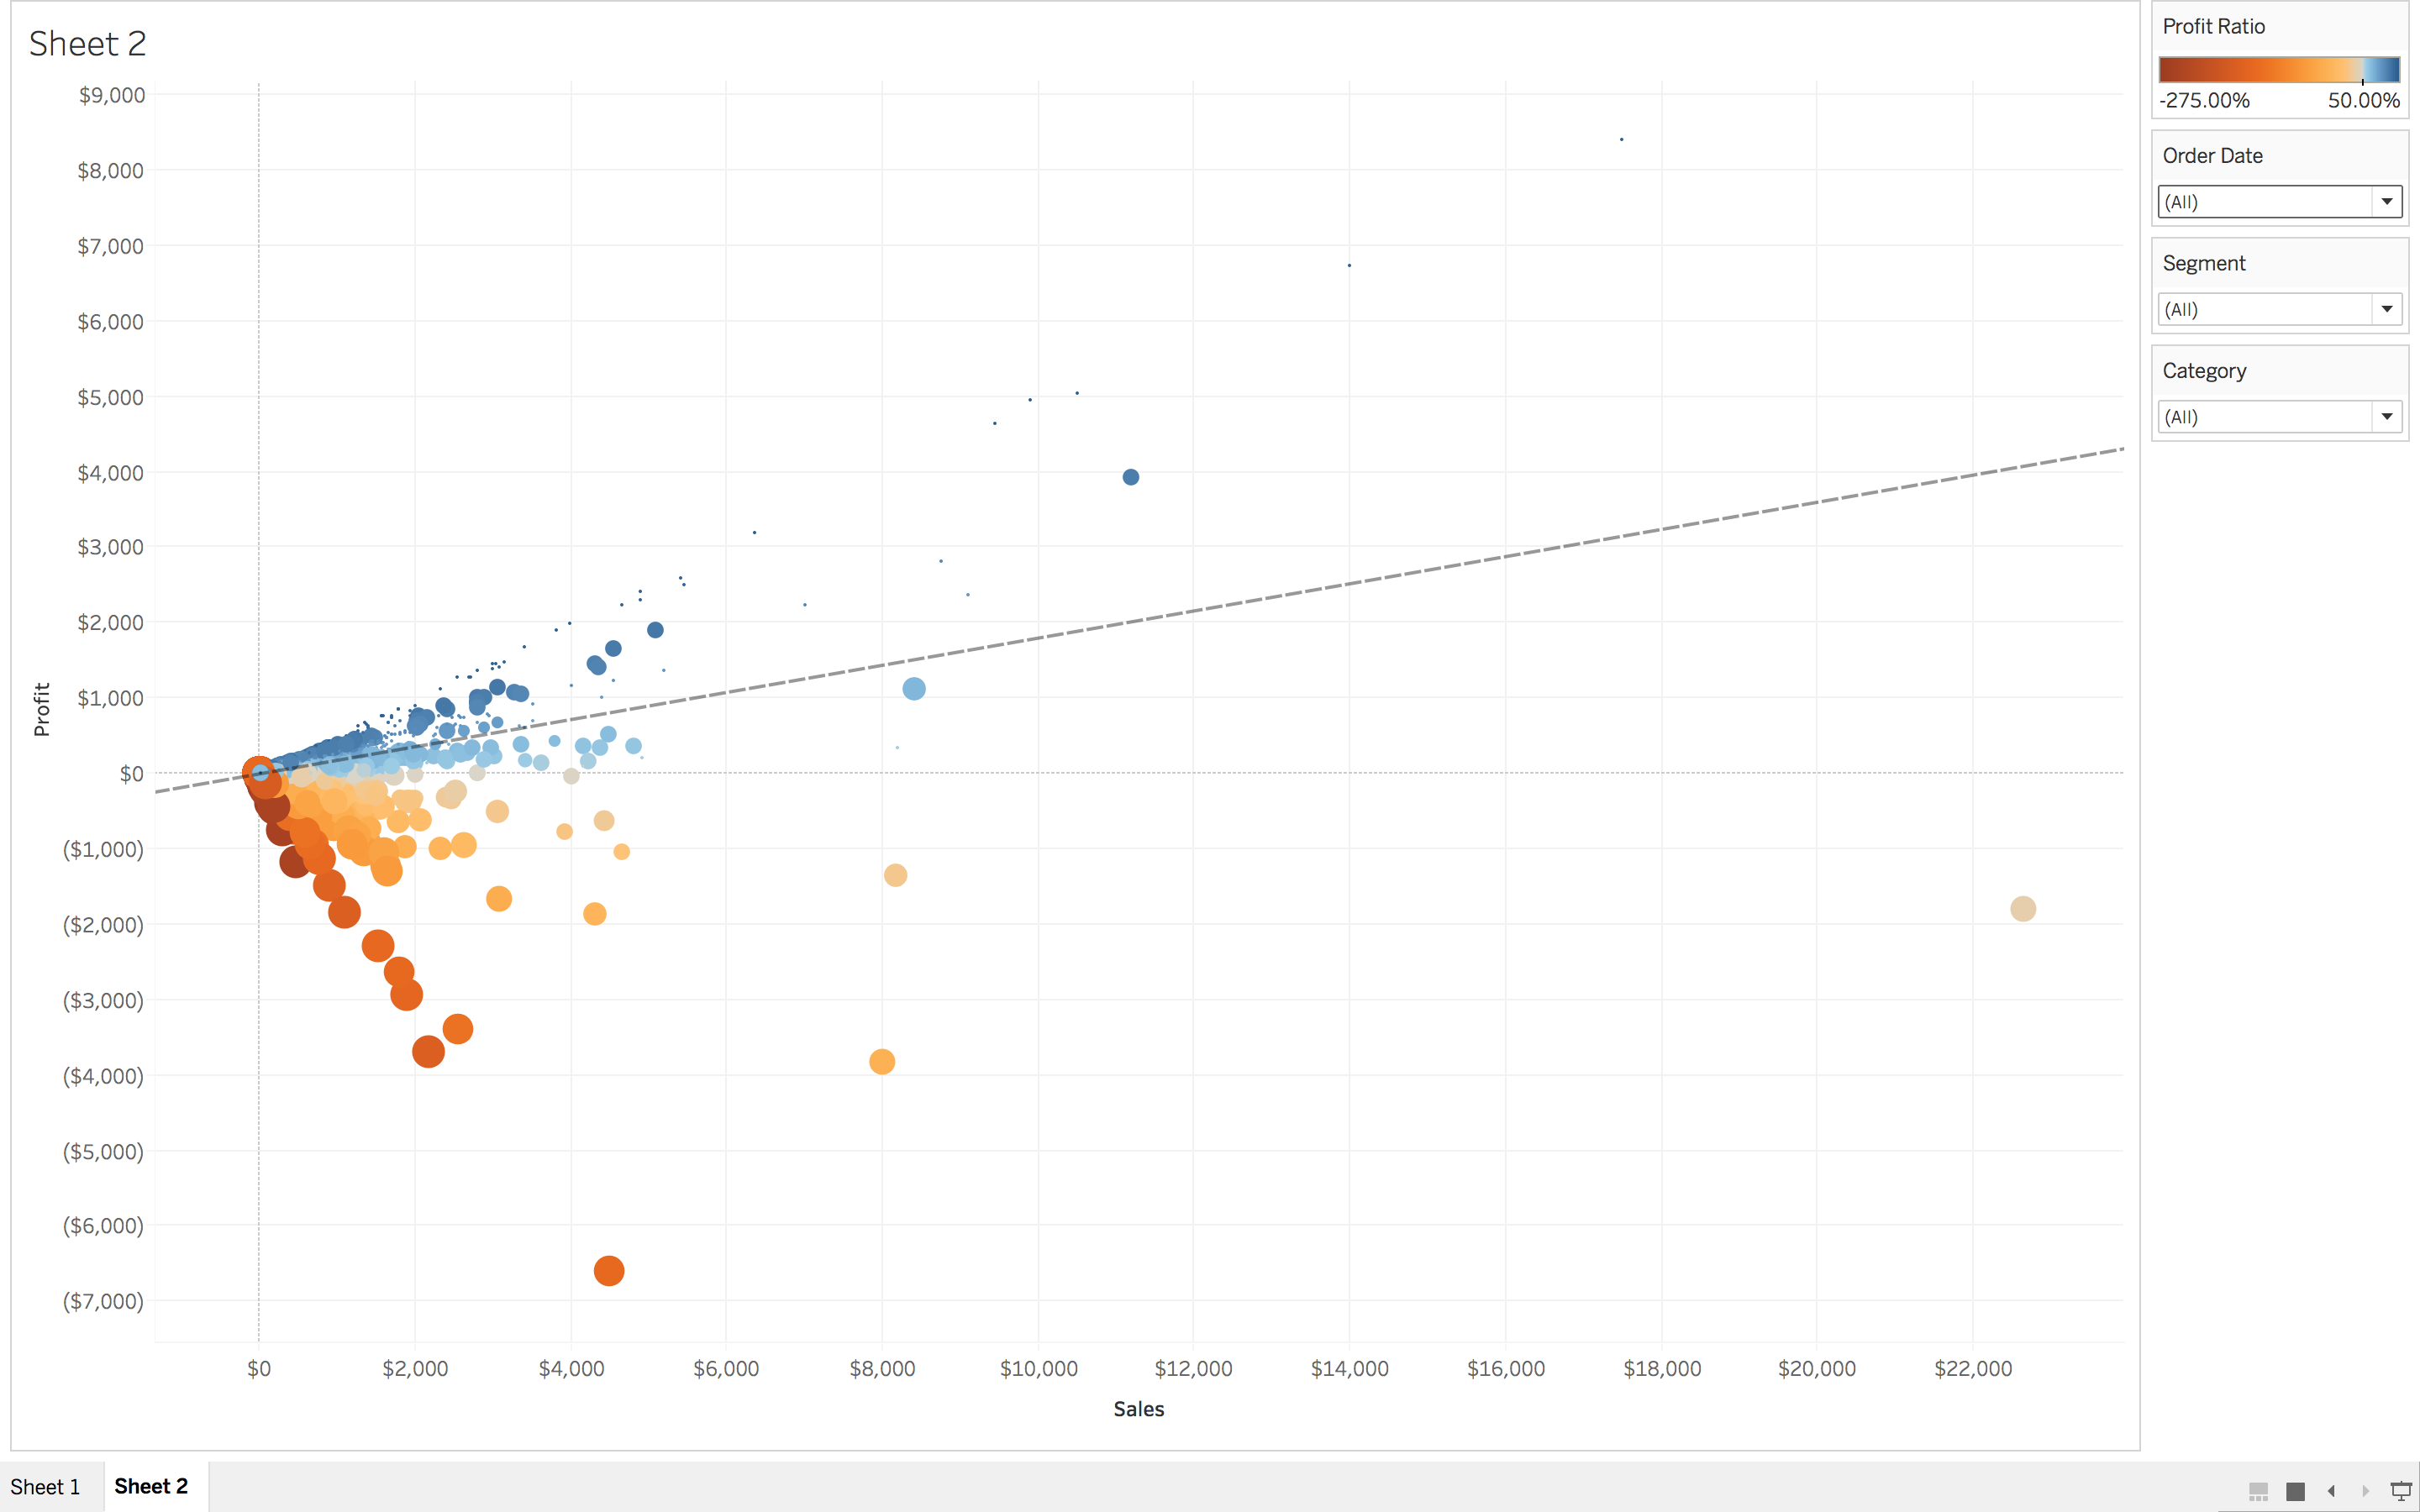 Sheet 2
$9,000
$8,000
$7,000
$6,000
$5,000
$4,000
$3,000
$2,000
$1,000
$0
($1,000)
($2,000)
($3,000)
($4,000)
($5,000)
($6,000)
($7,000)
Profit
$0 $2,000 $4,000 $6,000 $8,000 $10,000 $12,000 $14,000 $16,000 $18,000 $20,000 $22,000
Sales
Profit Ratio
-275.00% 50.00%
Order Date
(All)
Segment
(All)
Category
(All)
Sheet 1 Sheet 2